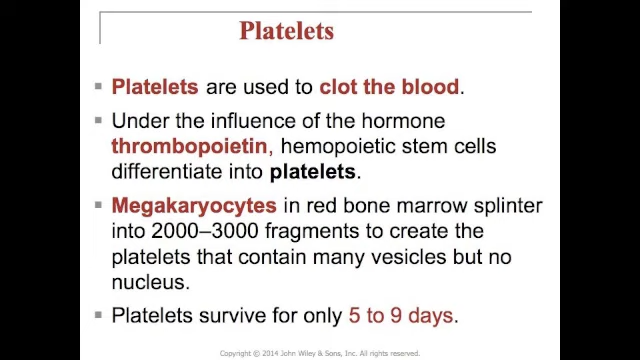 Platelets
Platelets are used to clot the blood.
Under the influence of the hormone
thrombopoietin, hemopoietic stem cells
differentiate into platelets.
Megakaryocytes in red bone marrow splinter
into 2000–3000 fragments to create the
platelets that contain many vesicles but no
nucleus.
Platelets survive for only 5 to 9 days.
Copyright © 2014 John Wiley & Sons, Inc. All rights reserved.